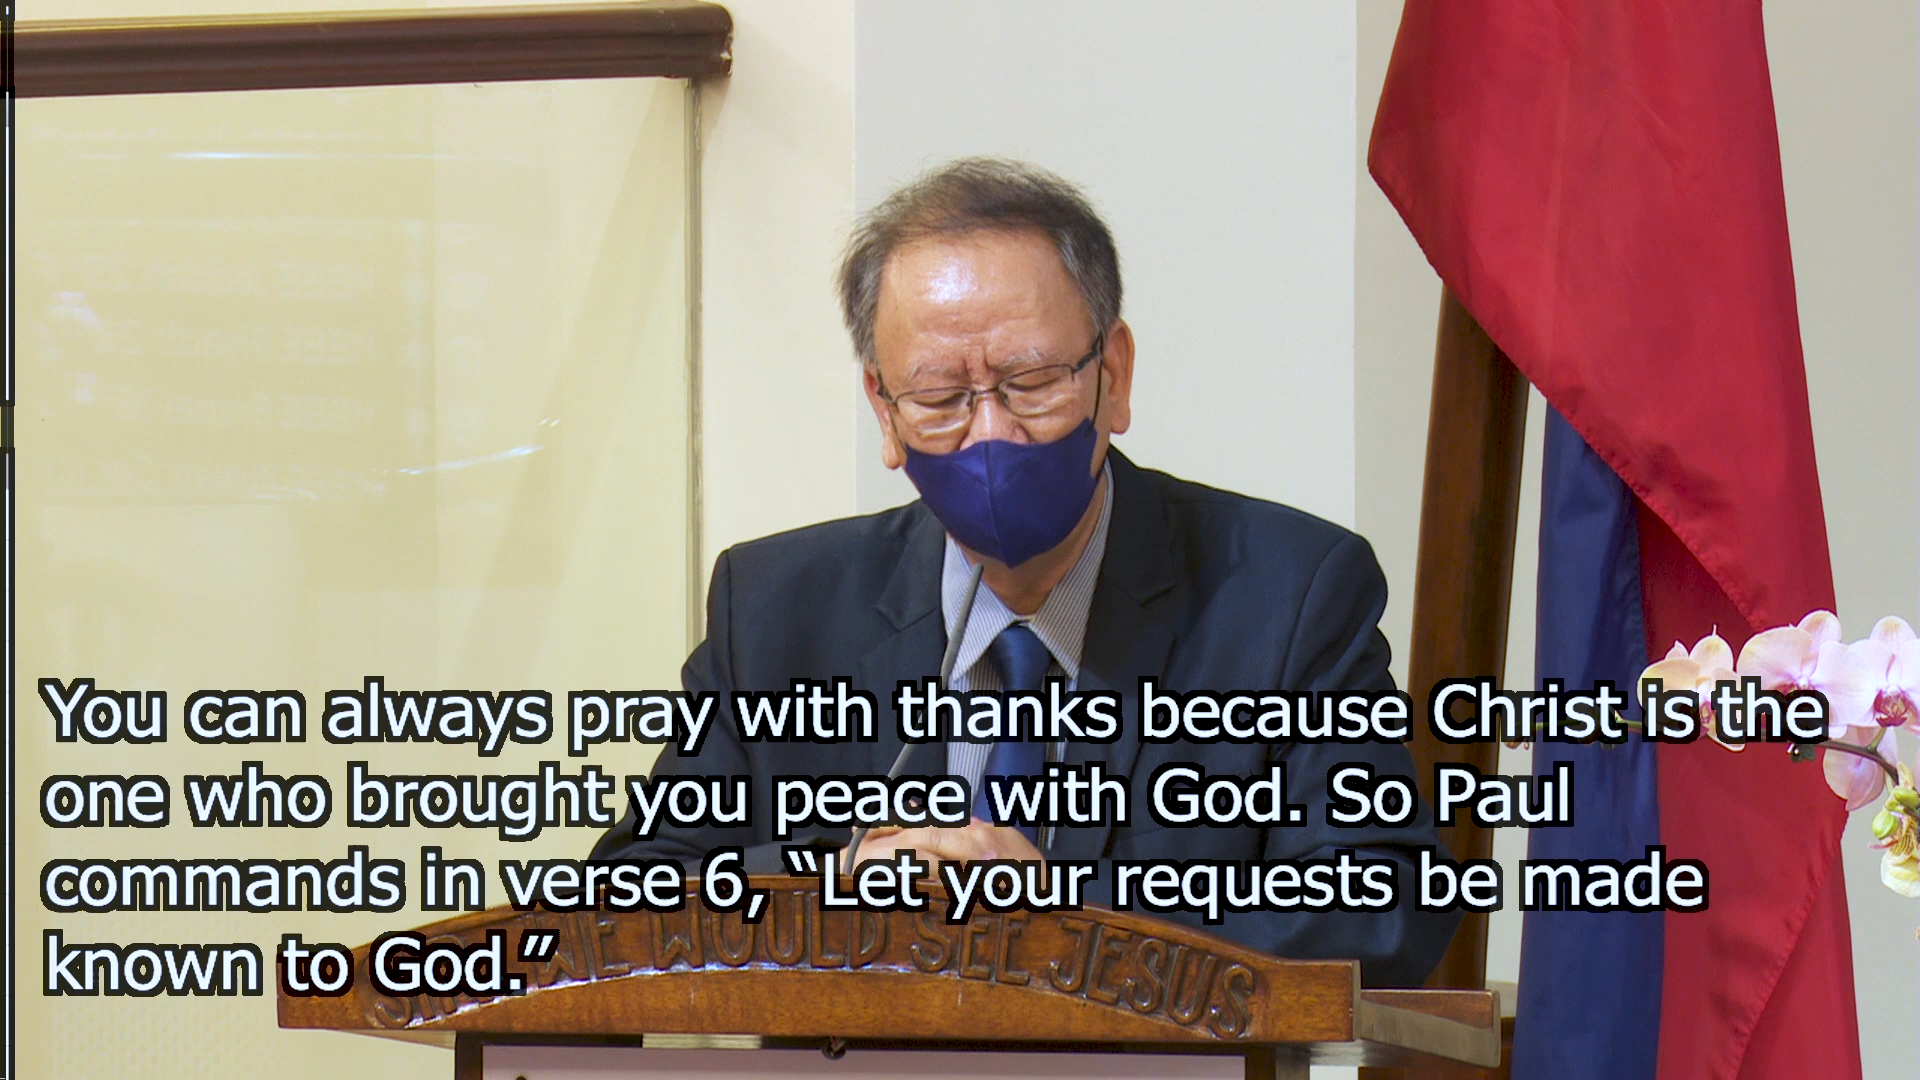 You can always pray with thanks because Christ is the
one who brought you peace with God. So Paul
commands in verse 6, “Let your requests be made
known to God.”
WE WOULD SEE JESUS